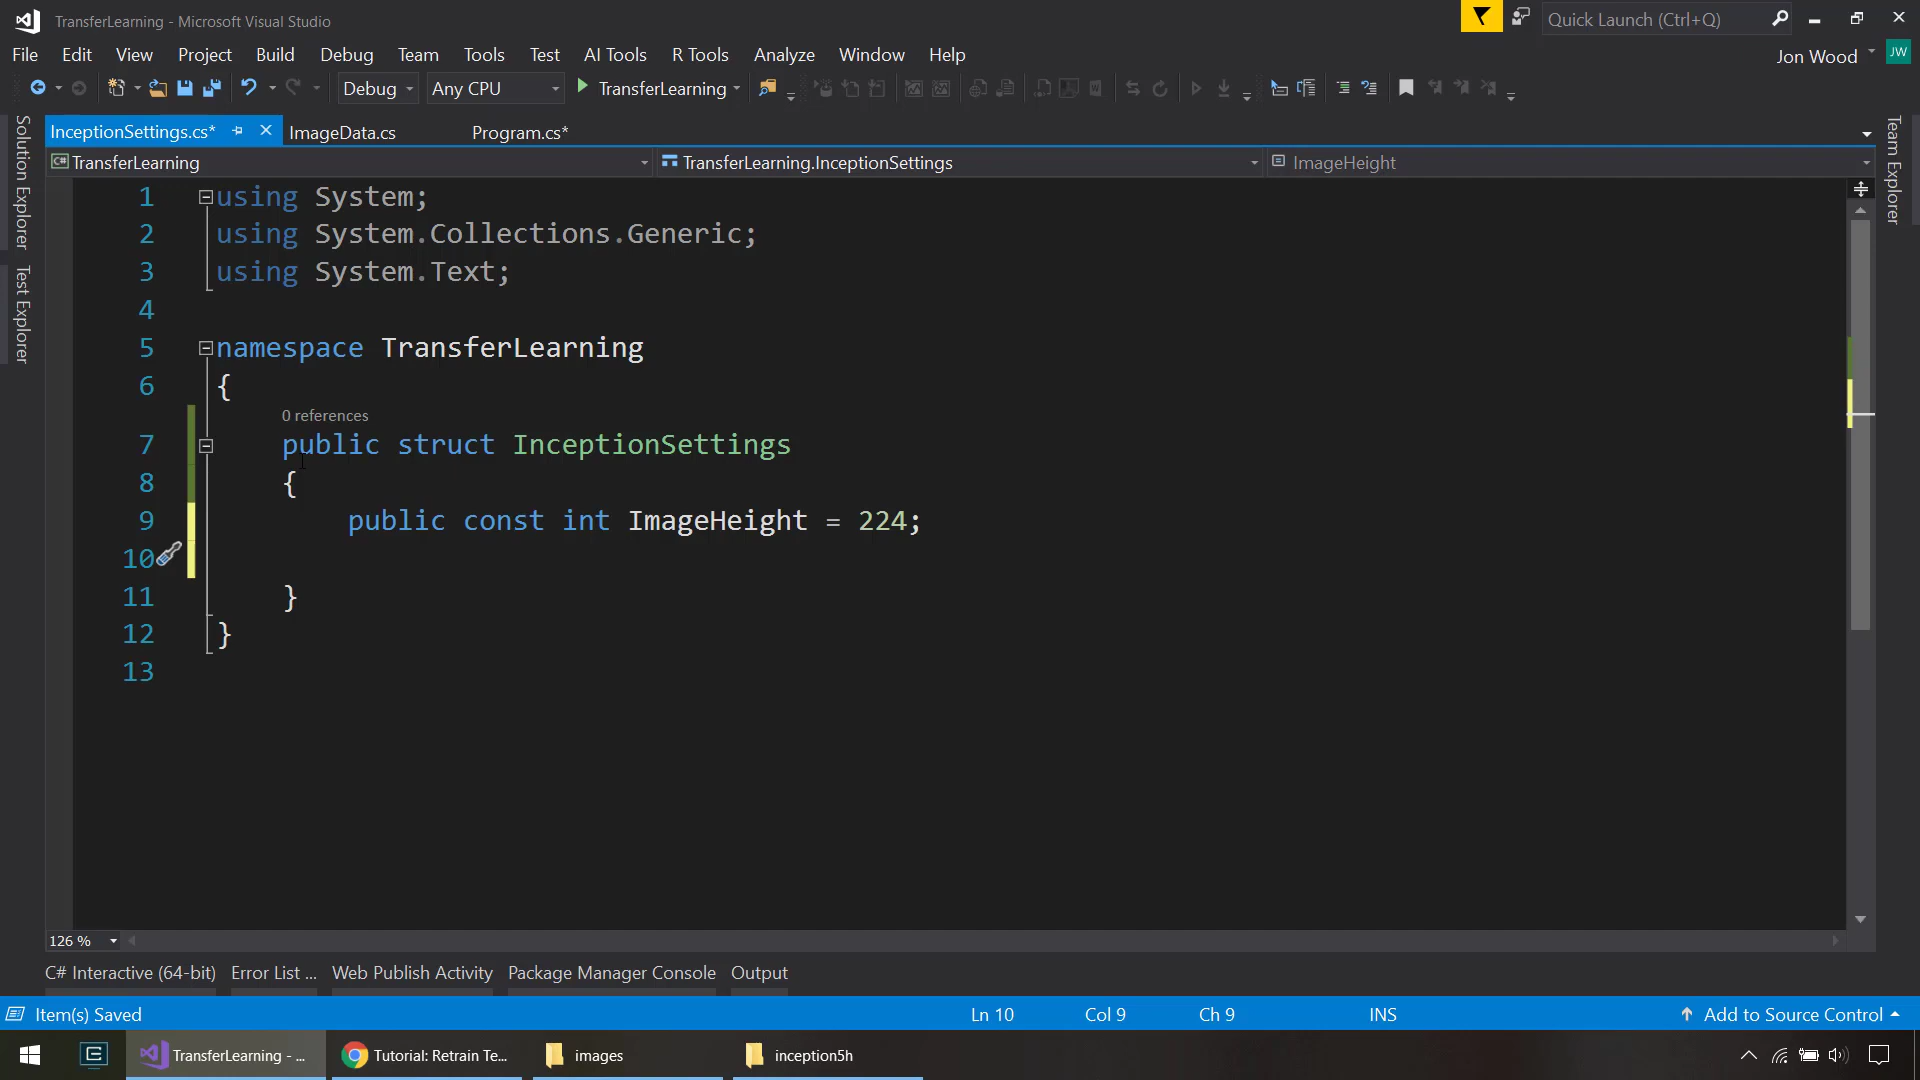 TransferLearning - Microsoft Visual Studio
Quick Launch (Ctrl+Q)
File Edit View Project Build Debug Team Tools Test AI Tools R Tools Analyze Window Help
Jon Wood JW
Debug Any CPU TransferLearning
InceptionSettings.cs* ImageData.cs Program.cs*
C# TransferLearning TransferLearning.InceptionSettings ImageHeight
Solution Explorer
Test Explorer
Team Explorer
1 using System;
2 using System.Collections.Generic;
3 using System.Text;
4
5 namespace TransferLearning
6 {
0 references
7 public struct InceptionSettings
8 {
9 public const int ImageHeight = 224;
10
11 }
12 }
13
126 %
C# Interactive (64-bit) Error List ... Web Publish Activity Package Manager Console Output
Item(s) Saved Ln 10 Col 9 Ch 9 INS Add to Source Control
TransferLearning - ... Tutorial: Retrain Te... images inception5h